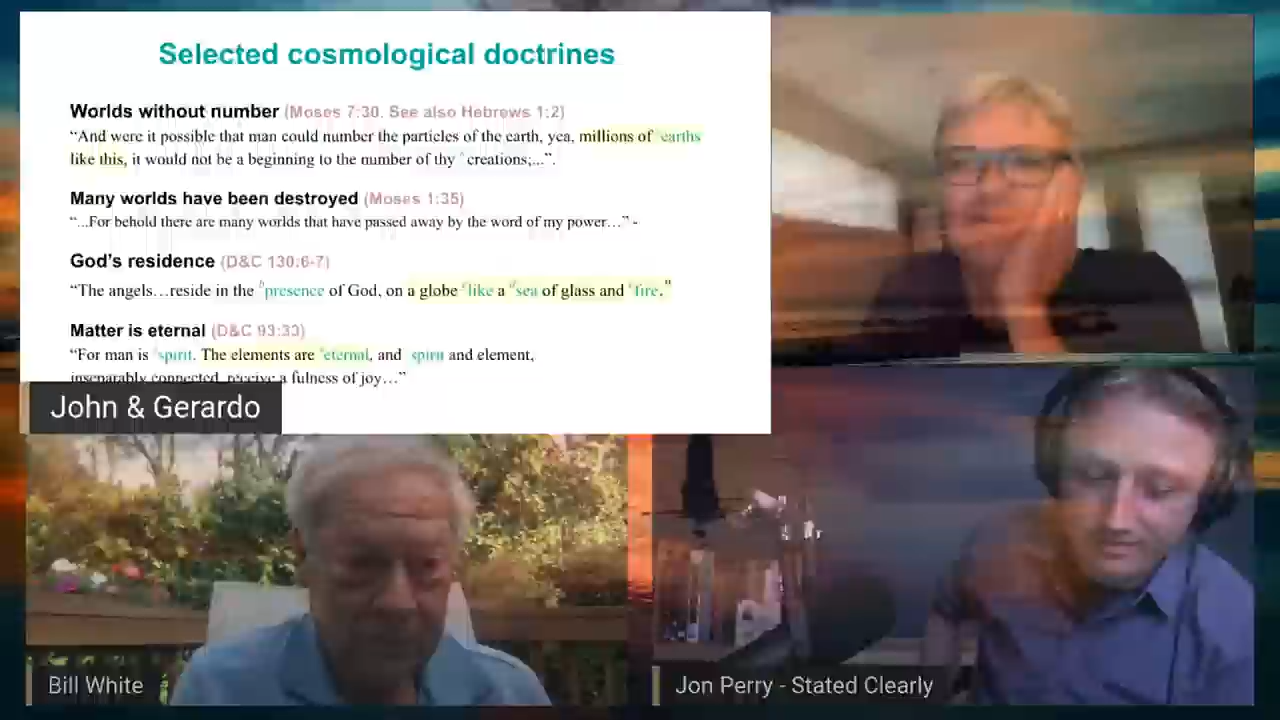 Selected cosmological doctrines
Worlds without number (Moses 7:30. See also Hebrews 1:2)
“And were it possible that man could number the particles of the earth, yea, millions of earths
like this, it would not be a beginning to the number of thy creations;...”.
Many worlds have been destroyed (Moses 1:35)
“...For behold there are many worlds that have passed away by the word of my power…” -
God’s residence (D&C 130:6-7)
“The angels…reside in the presence of God, on a globe like a sea of glass and fire.”
Matter is eternal (D&C 93:33)
“For man is spirit. The elements are eternal, and spirit and element,
inseparably connected, receive a fulness of joy…”
John & Gerardo
Bill White
Jon Perry - Stated Clearly